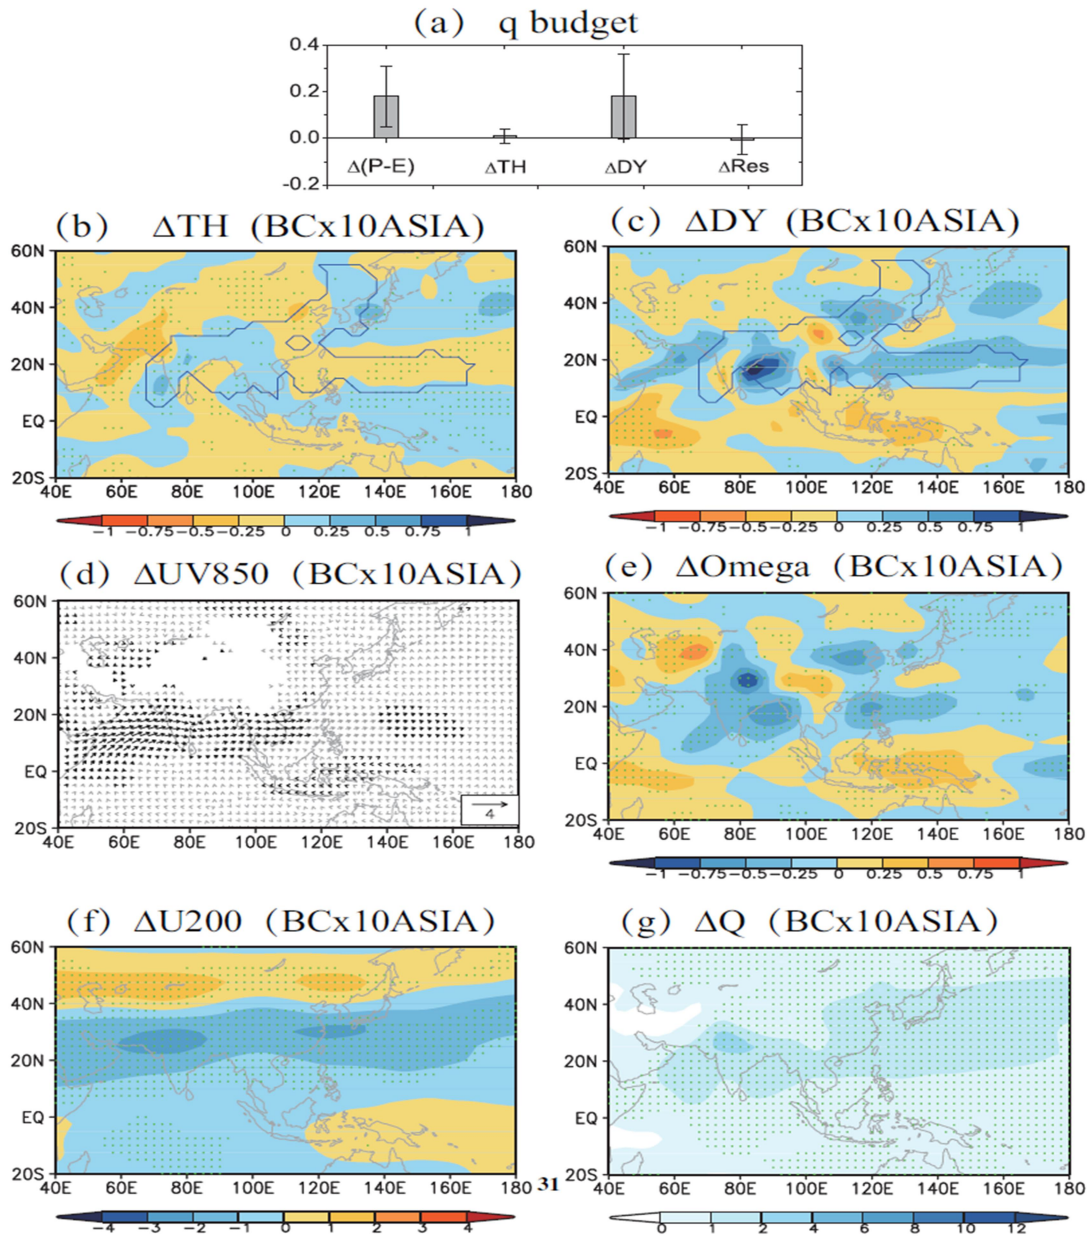 (a) q budget
0.4
0.2
0.0
-0.2
Δ(P-E) ΔTH ΔDY ΔRes
(b) ΔTH (BCx10ASIA)
60N
40N
20N
EQ
20S
40E 60E 80E 100E 120E 140E 160E 180
-1 -0.75 -0.5 -0.25 0 0.25 0.5 0.75 1
(c) ΔDY (BCx10ASIA)
60N
40N
20N
EQ
20S
40E 60E 80E 100E 120E 140E 160E 180
-1 -0.75 -0.5 -0.25 0 0.25 0.5 0.75 1
(d) ΔUV850 (BCx10ASIA)
60N
40N
20N
EQ
20S
4
40E 60E 80E 100E 120E 140E 160E 180
(e) ΔOmega (BCx10ASIA)
60N
40N
20N
EQ
20S
40E 60E 80E 100E 120E 140E 160E 180
-1 -0.75 -0.5 -0.25 0 0.25 0.5 0.75 1
(f) ΔU200 (BCx10ASIA)
60N
40N
20N
EQ
20S
40E 60E 80E 100E 120E 140E 160E 180
-4 -3 -2 -1 0 1 2 3 4
31
(g) ΔQ (BCx10ASIA)
60N
40N
20N
EQ
20S
40E 60E 80E 100E 120E 140E 160E 180
0 1 2 4 6 8 10 12